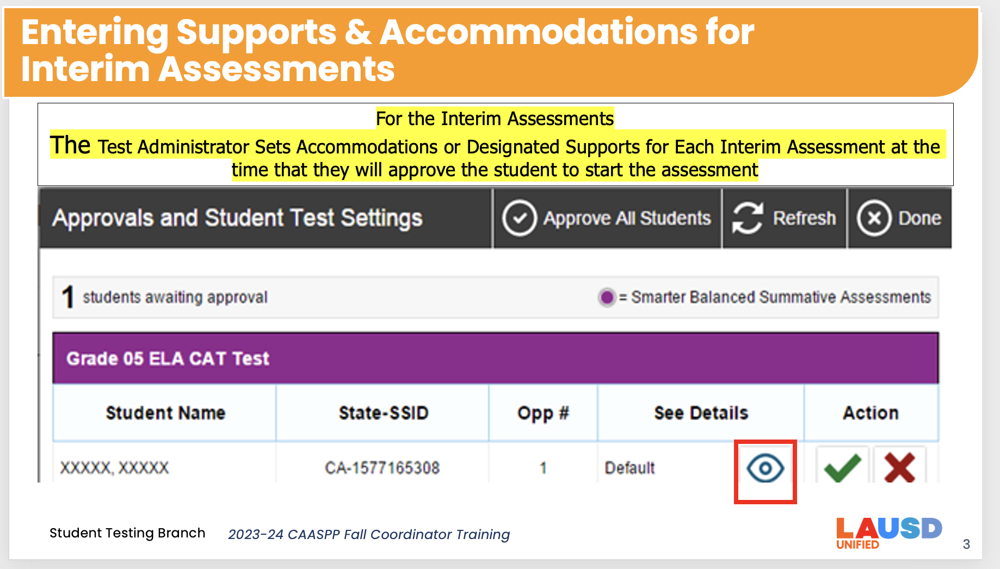 Entering Supports & Accommodations for
Interim Assessments
For the Interim Assessments
The Test Administrator Sets Accommodations or Designated Supports for Each Interim Assessment at the
time that they will approve the student to start the assessment
Approvals and Student Test Settings Approve All Students Refresh Done
1 students awaiting approval = Smarter Balanced Summative Assessments
Grade 05 ELA CAT Test
Student Name State-SSID Opp # See Details Action
XXXXX, XXXXX CA-1577165308 1 Default
Student Testing Branch 2023-24 CAASPP Fall Coordinator Training
LAUSD
UNIFIED
3